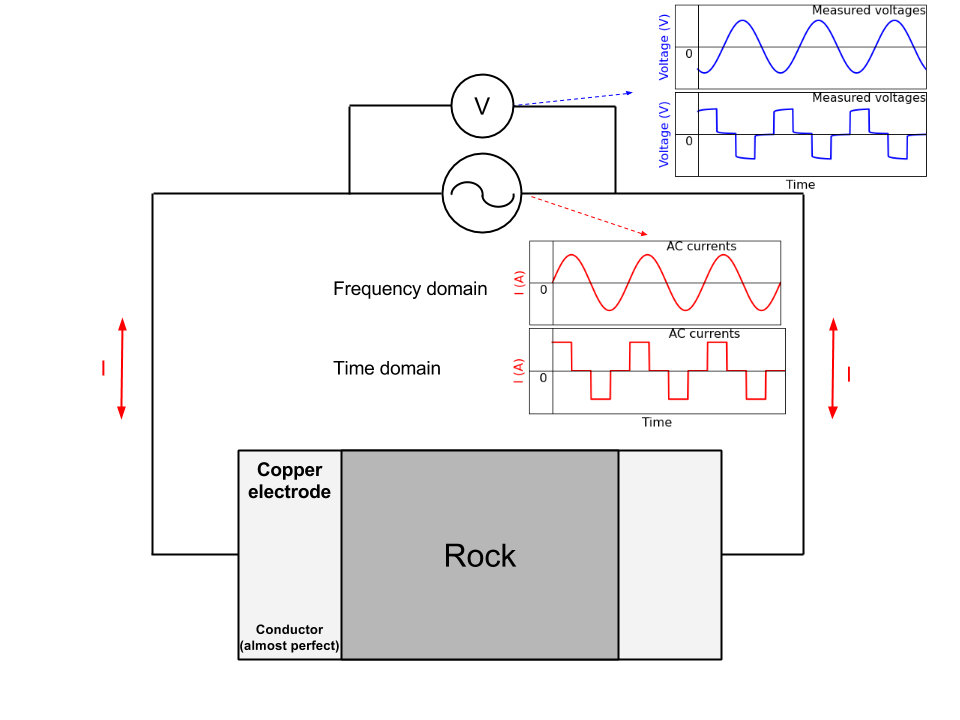 Measured voltages
Voltage (V)
0
Measured voltages
Voltage (V)
0
Time
V
AC currents
I (A)
0
Frequency domain
AC currents
I (A)
0
Time domain
Time
I
I
Copper
electrode
Rock
Conductor
(almost perfect)